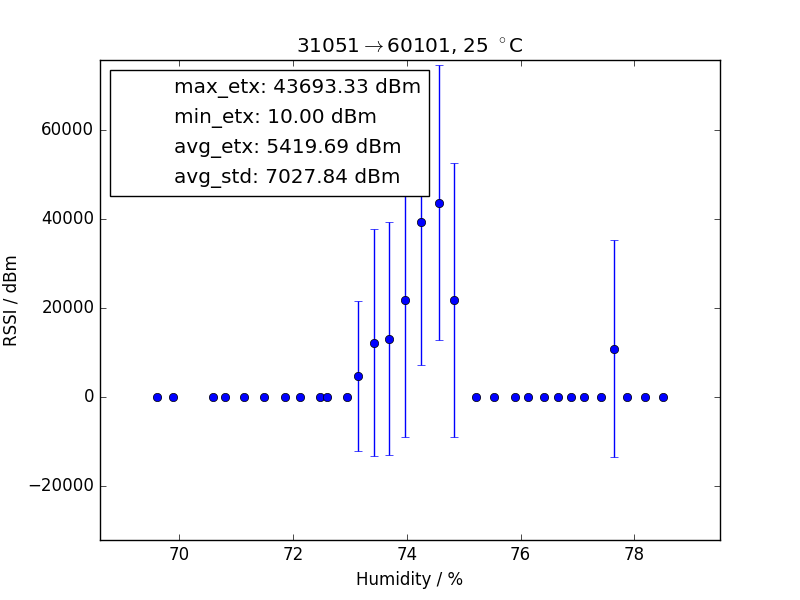 31051→60101, 25 °C
max_etx: 43693.33 dBm
min_etx: 10.00 dBm
avg_etx: 5419.69 dBm
avg_std: 7027.84 dBm
RSSI / dBm
60000
40000
20000
0
−20000
70 72 74 76 78
Humidity / %